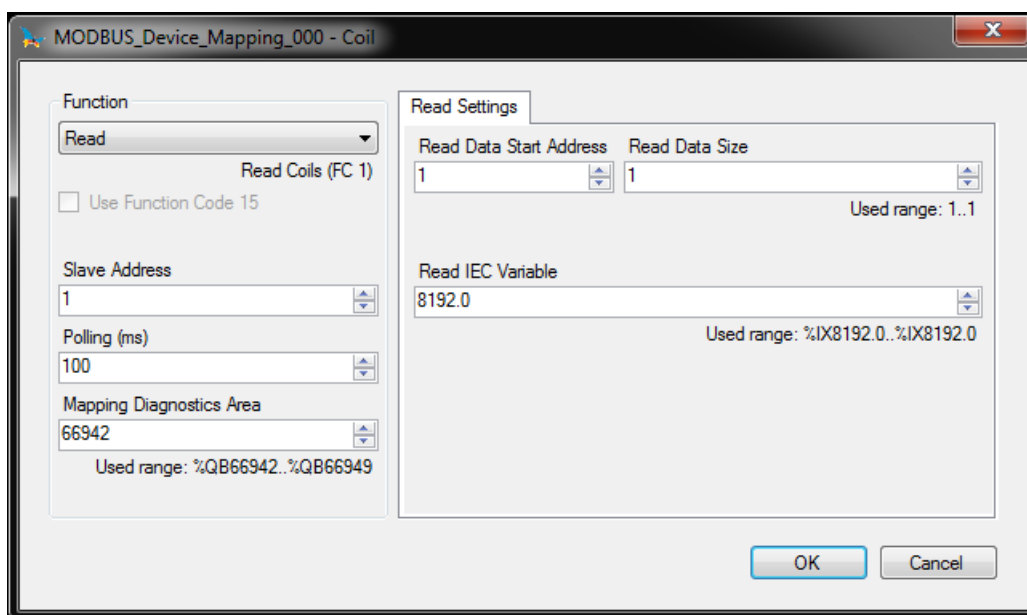 MODBUS_Device_Mapping_000 - Coil
Function
Read
Read Coils (FC 1)
Use Function Code 15
Slave Address
1
Polling (ms)
100
Mapping Diagnostics Area
66942
Used range: %QB66942..%QB66949
Read Settings
Read Data Start Address Read Data Size
1 1
Used range: 1..1
Read IEC Variable
8192.0
Used range: %IX8192.0..%IX8192.0
OK Cancel